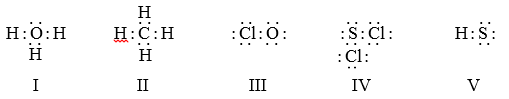 H
H:O:H H:C:H :Cl:O: :S:Cl: H:S:
H H :Cl:
I II III IV V